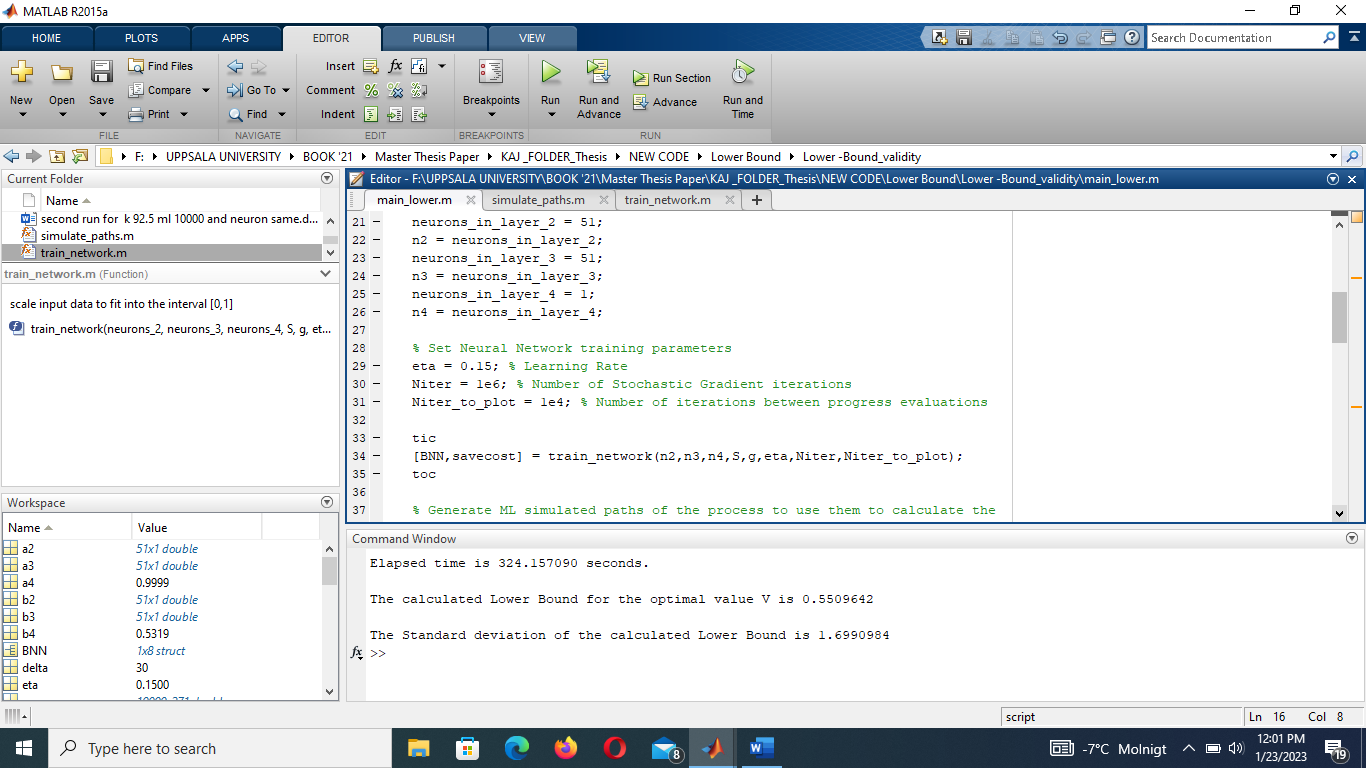 MATLAB R2015a
HOME PLOTS APPS EDITOR PUBLISH VIEW
Search Documentation
New Open Save Find Files Compare Print
Go To Find
Insert fx
Comment
Indent
Breakpoints
Run Run and Advance Run Section Advance Run and Time
FILE NAVIGATE EDIT BREAKPOINTS RUN
F: UPPSALA UNIVERSITY BOOK '21 Master Thesis Paper KAJ _FOLDER_Thesis NEW CODE Lower Bound Lower -Bound_validity
Current Folder
Name
second run for k 92.5 ml 10000 and neuron same.d...
simulate_paths.m
train_network.m
train_network.m (Function)
scale input data to fit into the interval [0,1]
train_network(neurons_2, neurons_3, neurons_4, S, g, et...
Workspace
Name Value
a2 51x1 double
a3 51x1 double
a4 0.9999
b2 51x1 double
b3 51x1 double
b4 0.5319
BNN 1x8 struct
delta 30
eta 0.1500
Editor - F:\UPPSALA UNIVERSITY\BOOK '21\Master Thesis Paper\KAJ _FOLDER_Thesis\NEW CODE\Lower Bound\Lower -Bound_validity\main_lower.m
main_lower.m simulate_paths.m train_network.m
21 neurons_in_layer_2 = 51;
22 n2 = neurons_in_layer_2;
23 neurons_in_layer_3 = 51;
24 n3 = neurons_in_layer_3;
25 neurons_in_layer_4 = 1;
26 n4 = neurons_in_layer_4;
27
28 % Set Neural Network training parameters
29 eta = 0.15; % Learning Rate
30 Niter = 1e6; % Number of Stochastic Gradient iterations
31 Niter_to_plot = 1e4; % Number of iterations between progress evaluations
32
33 tic
34 [BNN,savecost] = train_network(n2,n3,n4,S,g,eta,Niter,Niter_to_plot);
35 toc
36
37 % Generate ML simulated paths of the process to use them to calculate the
Command Window
Elapsed time is 324.157090 seconds.
The calculated Lower Bound for the optimal value V is 0.5509642
The Standard deviation of the calculated Lower Bound is 1.6990984
fx >>
script Ln 16 Col 8
Type here to search
8
-7°C Molnigt
12:01 PM
1/23/2023
19